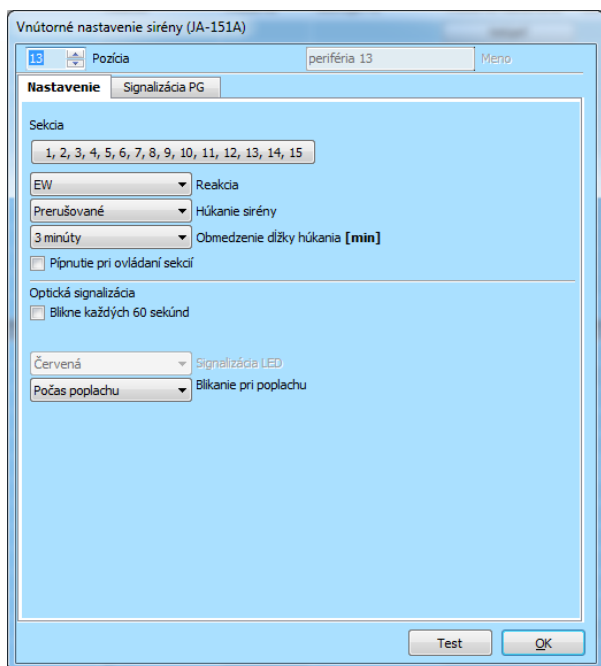 Vnútorné nastavenie sirény (JA-151A)
13 Pozícia periféria 13 Meno
Nastavenie Signalizácia PG
Sekcia
1, 2, 3, 4, 5, 6, 7, 8, 9, 10, 11, 12, 13, 14, 15
EW Reakcia
Prerušované Húkanie sirény
3 minúty Obmedzenie dĺžky húkania [min]
Pípnutie pri ovládaní sekcií
Optická signalizácia
Blikne každých 60 sekúnd
Červená Signalizácia LED
Počas poplachu Blikanie pri poplachu
Test OK